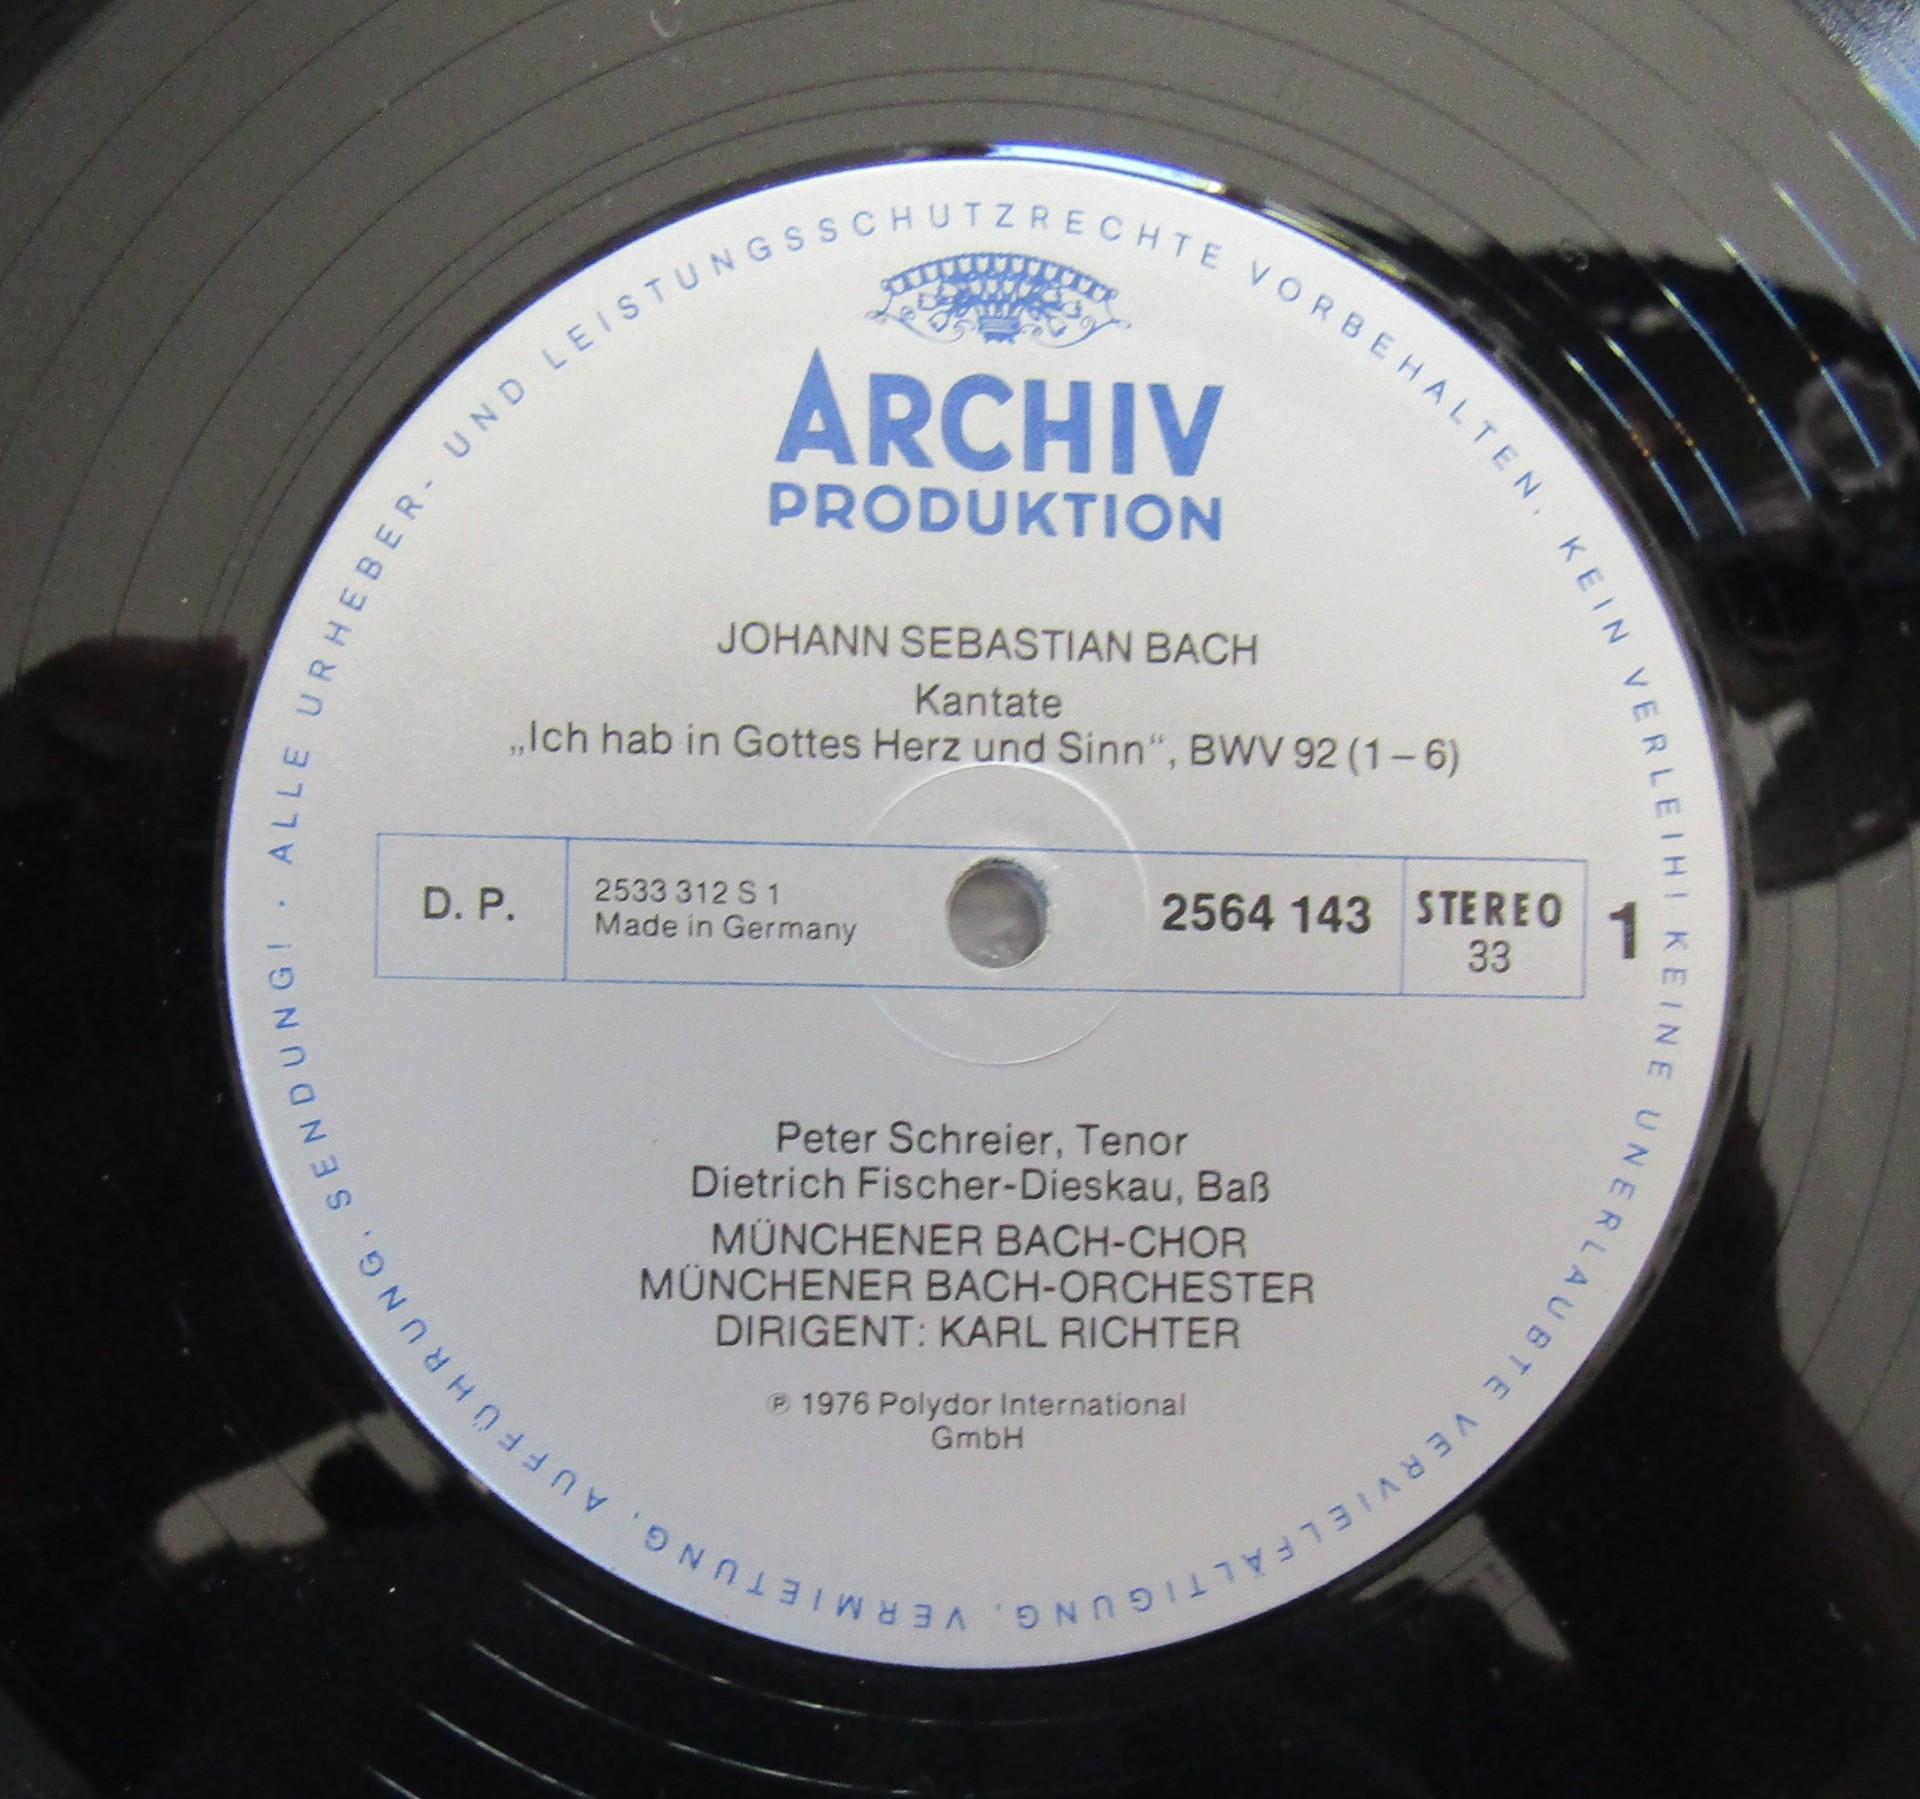 ALLE URHEBER- UND LEISTUNGSSCHUTZRECHTE VORBEHALTEN. KEIN VERLEIH! KEINE UNERLAUBTE VERVIELFÄLTIGUNG, VERMIETUNG, AUFFÜHRUNG, SENDUNG! ·
ARCHIV
PRODUKTION
JOHANN SEBASTIAN BACH
Kantate
„Ich hab in Gottes Herz und Sinn“, BWV 92 (1 – 6)
D. P.
2533 312 S 1
Made in Germany
2564 143
STEREO
33
1
Peter Schreier, Tenor
Dietrich Fischer-Dieskau, Baß
MÜNCHENER BACH-CHOR
MÜNCHENER BACH-ORCHESTER
DIRIGENT: KARL RICHTER
℗ 1976 Polydor International
GmbH